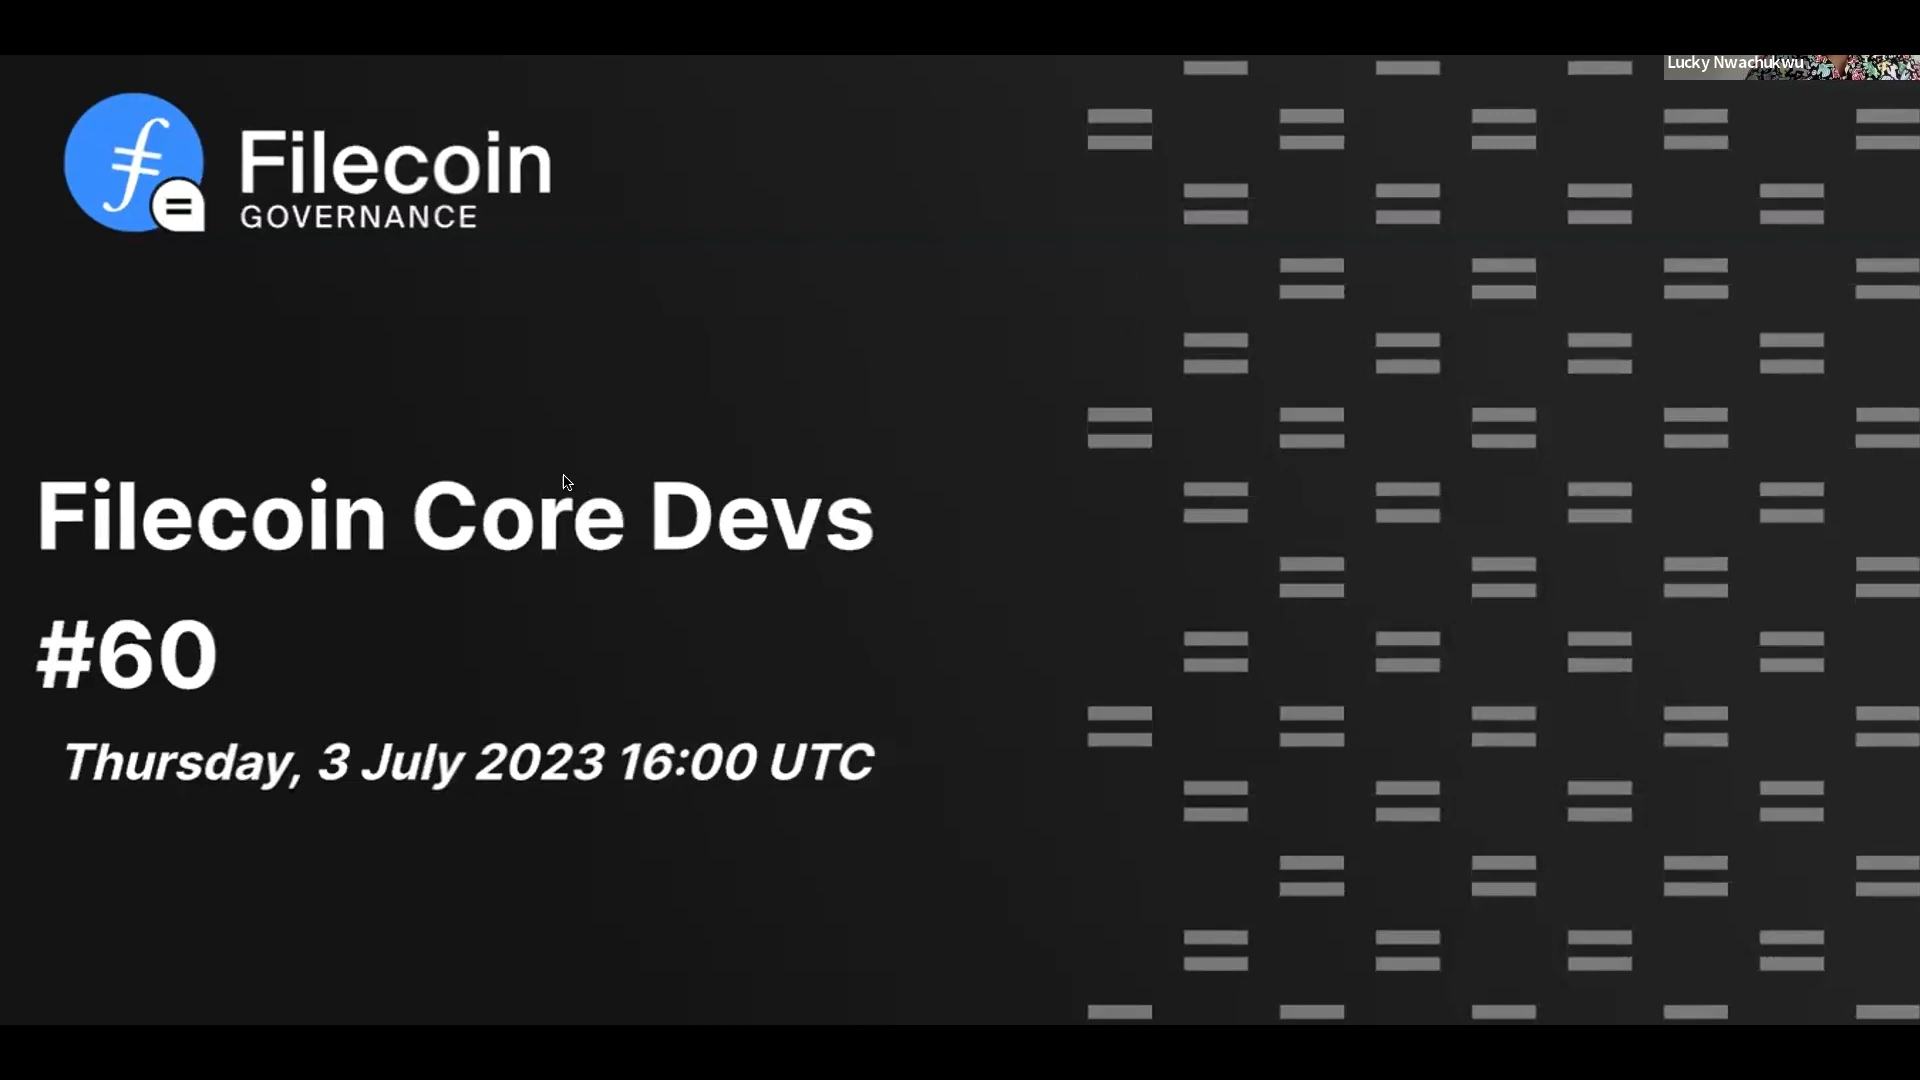 Lucky Nwachukwu
Filecoin
GOVERNANCE
Filecoin Core Devs
#60
Thursday, 3 July 2023 16:00 UTC